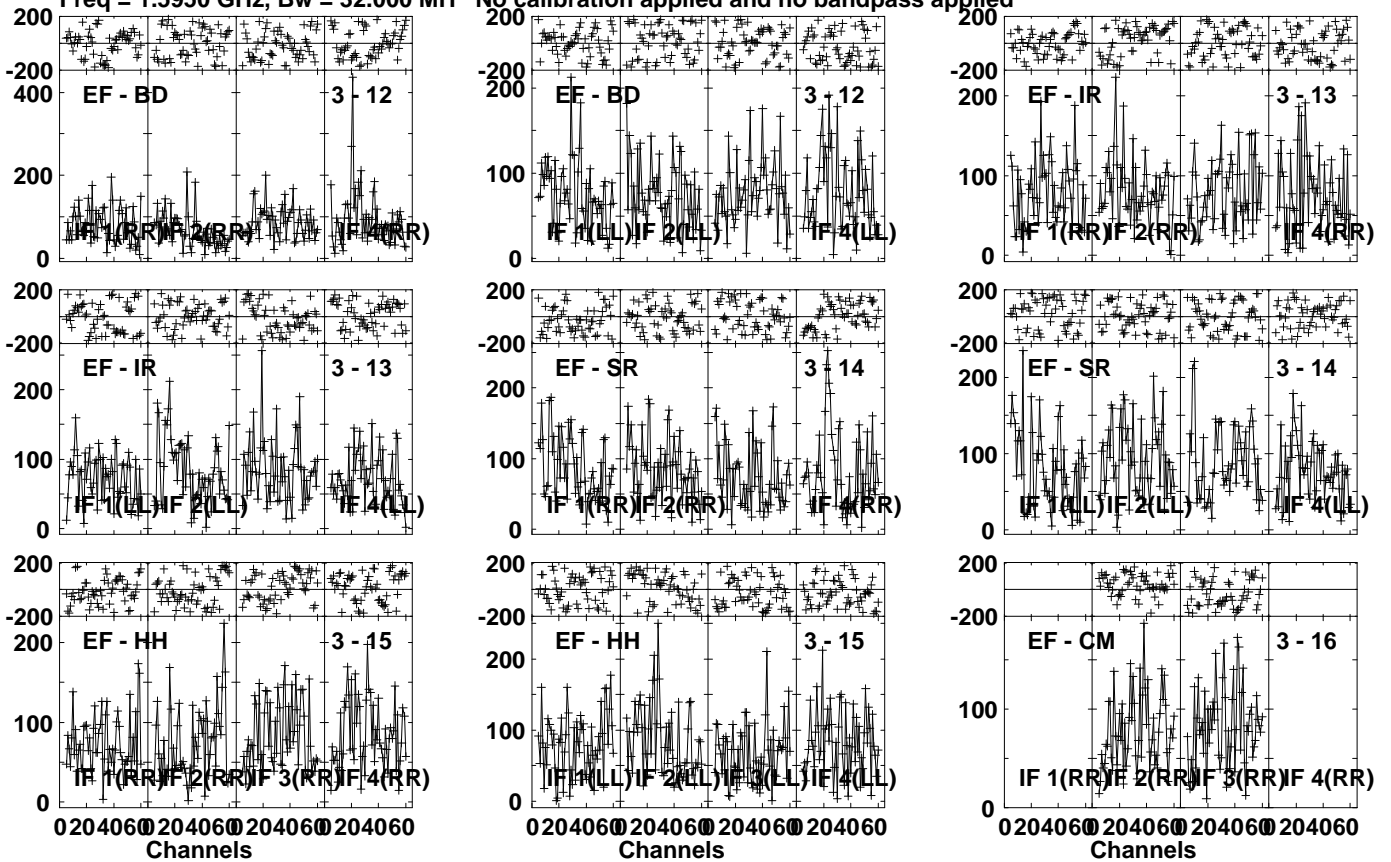 Freq = 1.5950 GHz, Bw = 32.000 MH No calibration applied and no bandpass applied
200
-200
EF - BD 3 - 12
400
200
0
IF 1(RR) IF 2(RR) IF 4(RR)
200
-200
EF - BD 3 - 12
200
100
0
IF 1(LL) IF 2(LL) IF 4(LL)
200
-200
EF - IR 3 - 13
200
100
0
IF 1(RR) IF 2(RR) IF 4(RR)
200
-200
EF - IR 3 - 13
200
100
0
IF 1(LL) IF 2(LL) IF 4(LL)
200
-200
EF - SR 3 - 14
200
100
0
IF 1(RR) IF 2(RR) IF 4(RR)
200
-200
EF - SR 3 - 14
200
100
0
IF 1(LL) IF 2(LL) IF 4(LL)
200
-200
EF - HH 3 - 15
200
100
0
IF 1(RR) IF 2(RR) IF 3(RR) IF 4(RR)
0 20 40 60 0 20 40 60 0 20 40 60 0 20 40 60
Channels
200
-200
EF - HH 3 - 15
200
100
0
IF 1(LL) IF 2(LL) IF 3(LL) IF 4(LL)
0 20 40 60 0 20 40 60 0 20 40 60 0 20 40 60
Channels
200
-200
EF - CM 3 - 16
100
0
IF 1(RR) IF 2(RR) IF 3(RR) IF 4(RR)
0 20 40 60 0 20 40 60 0 20 40 60 0 20 40 60
Channels